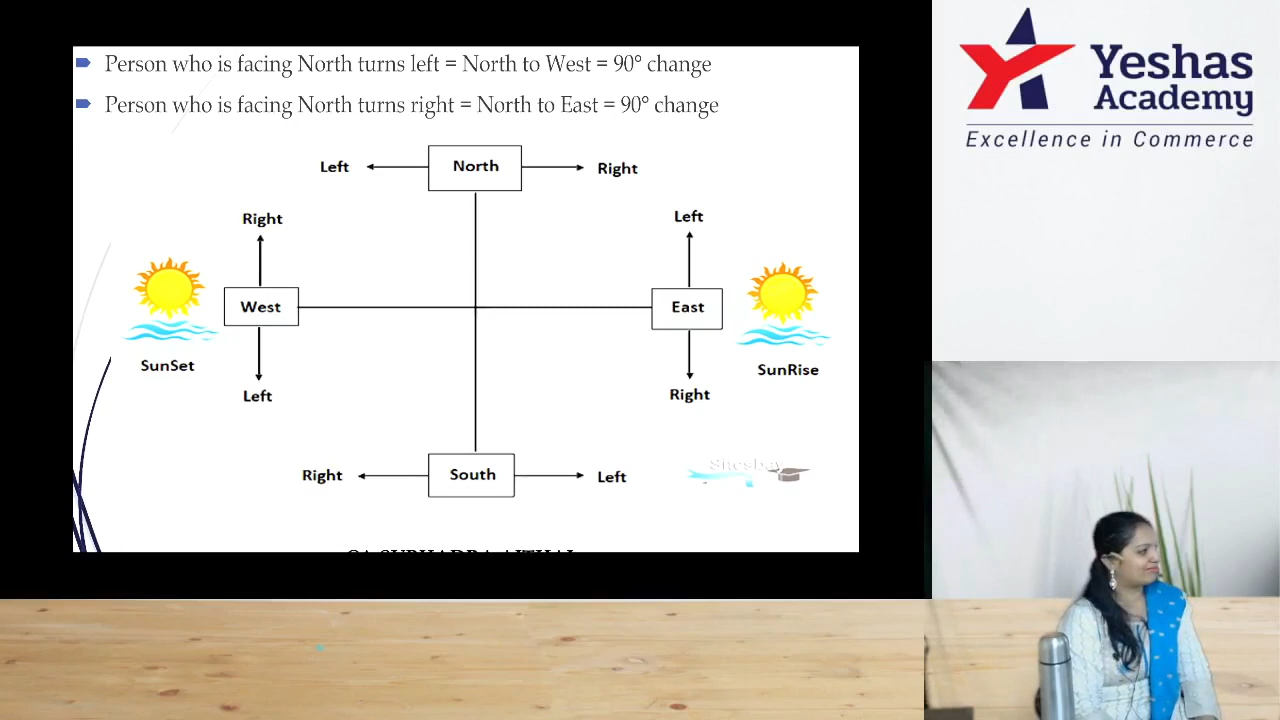 Person who is facing North turns left = North to West = 90° change
Person who is facing North turns right = North to East = 90° change
Left
North
Right
Right
Left
West
East
SunSet
SunRise
Left
Right
Right
South
Left
Yeshas
Academy
Excellence in Commerce